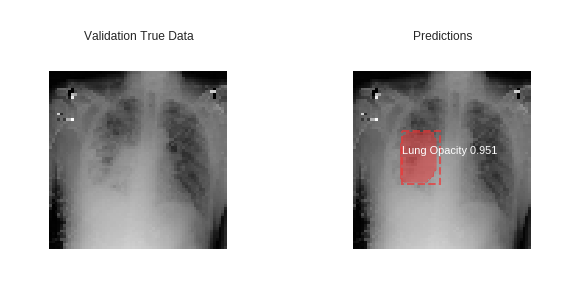 Validation True Data
Predictions
Lung Opacity 0.951